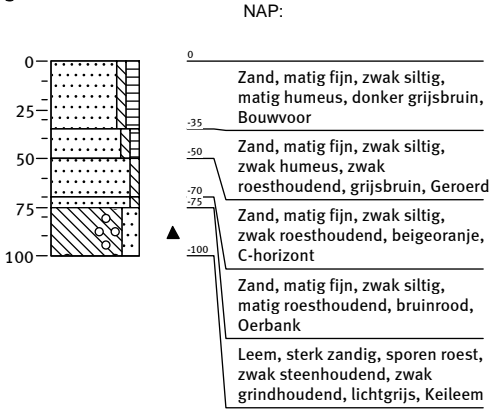 NAP:
0
25
50
75
100
0
Zand, matig fijn, zwak siltig,
matig humeus, donker grijsbruin,
Bouwvoor
-35
Zand, matig fijn, zwak siltig,
zwak humeus, zwak
roesthoudend, grijsbruin, Geroerd
-50
Zand, matig fijn, zwak siltig,
zwak roesthoudend, beigeoranje,
C-horizont
-70
Zand, matig fijn, zwak siltig,
matig roesthoudend, bruinrood,
Oerbank
-75
Leem, sterk zandig, sporen roest,
zwak steenhoudend, zwak
grindhoudend, lichtgrijs, Keileem
-100